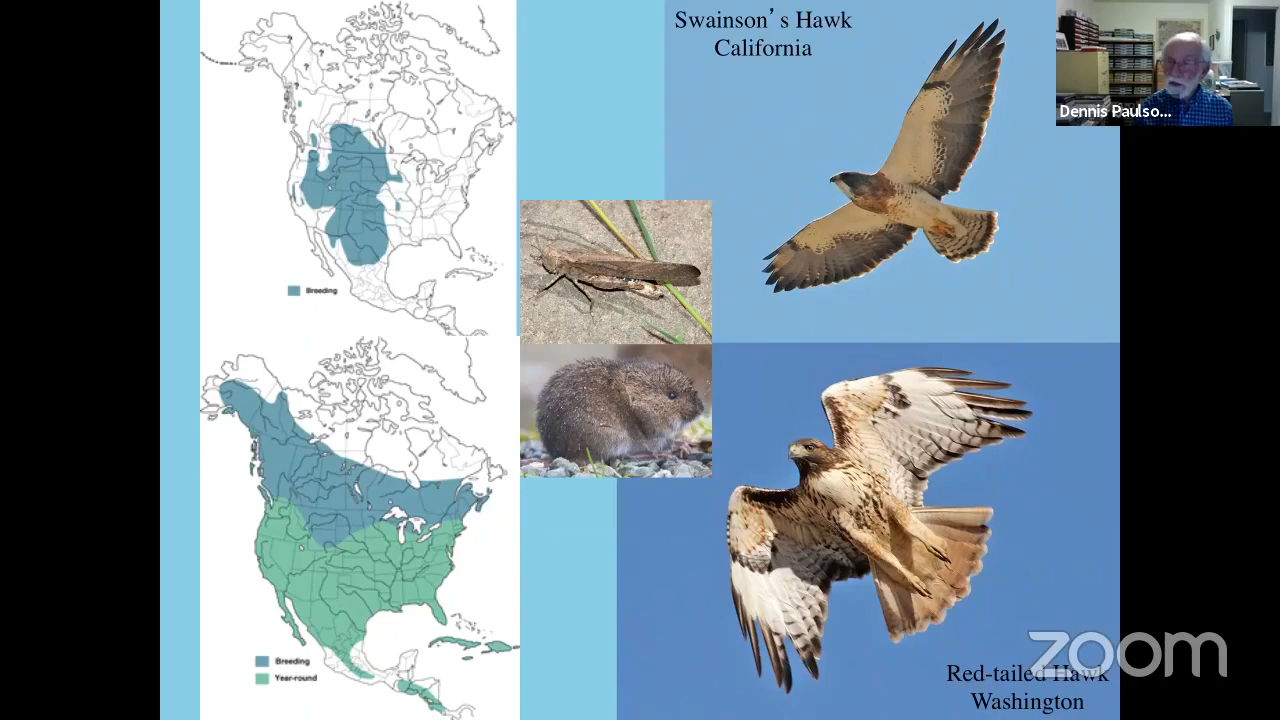 Swainson’s Hawk
California
Dennis Paulso...
Breeding
Breeding
Year-round
Red-tailed Hawk
Washington
zoom